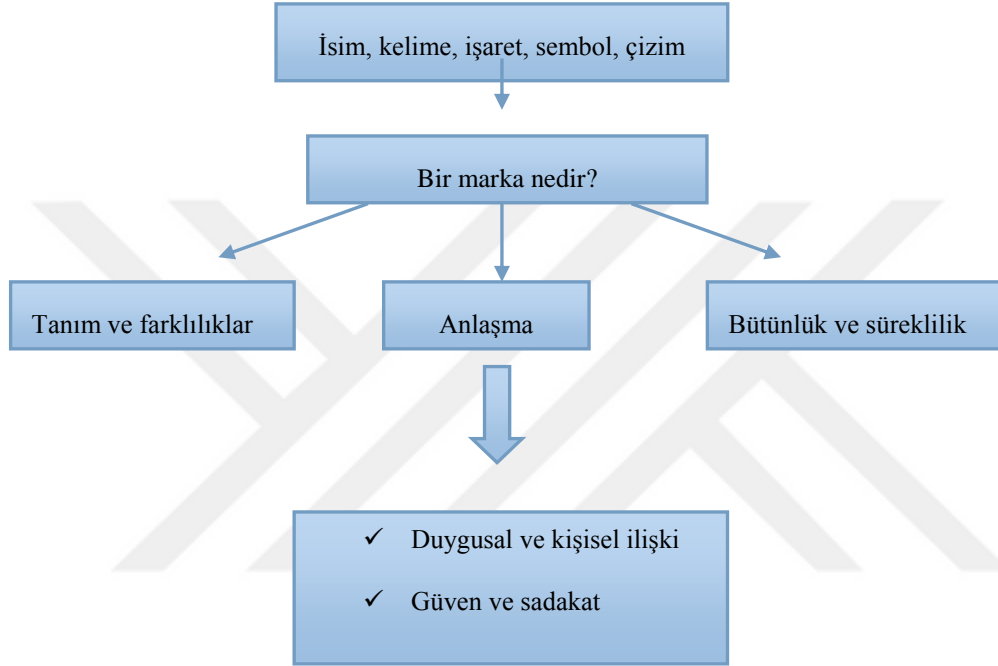 İsim, kelime, işaret, sembol, çizim
Bir marka nedir?
Tanım ve farklılıklar
Anlaşma
Bütünlük ve süreklilik
✓ Duygusal ve kişisel ilişki
✓ Güven ve sadakat